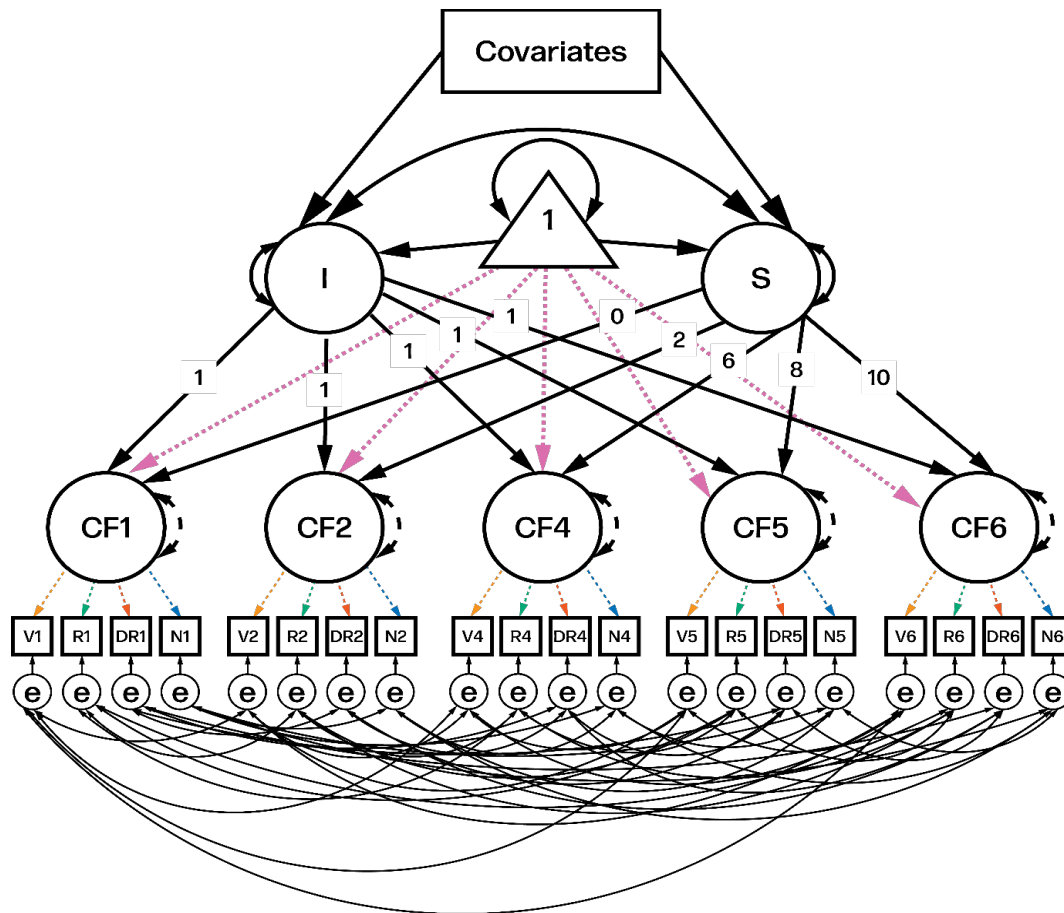 Covariates
1
I
S
1
1
0
1
2
1
6
8
1
10
1
CF1
CF2
CF4
CF5
CF6
V1 R1 DR1 N1 V2 R2 DR2 N2 V4 R4 DR4 N4 V5 R5 DR5 N5 V6 R6 DR6 N6
e e e e e e e e e e e e e e e e e e e e